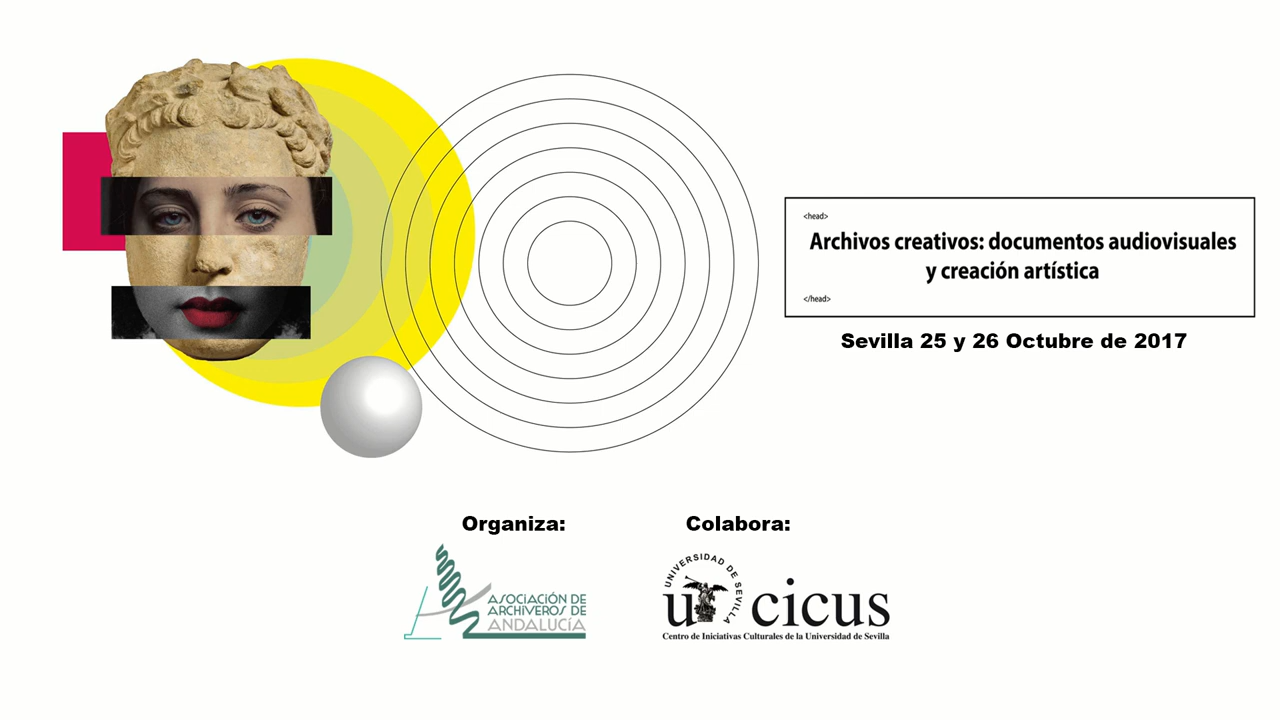 <head>
Archivos creativos: documentos audiovisuales
y creación artística
</head>
Sevilla 25 y 26 Octubre de 2017
Organiza:
Colabora:
ASOCIACIÓN DE
ARCHIVEROS DE
ANDALUCÍA
UNIVERSIDAD DE SEVILLA
us cicus
Centro de Iniciativas Culturales de la Universidad de Sevilla